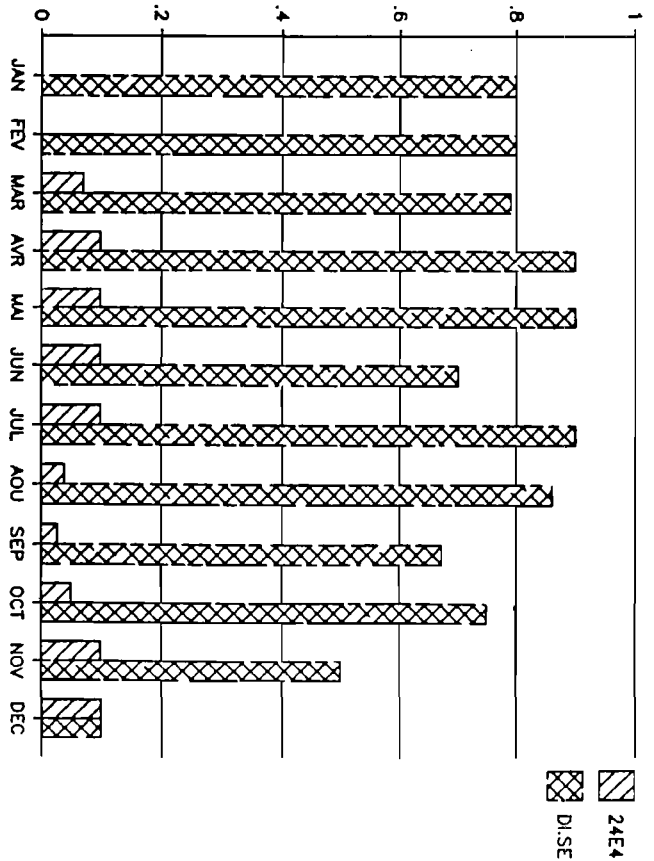 1
.8
.6
.4
.2
0
JAN
FEV
MAR
AVR
MAI
JUN
JUL
AOU
SEP
OCT
NOV
DEC
24E4
DI.SE